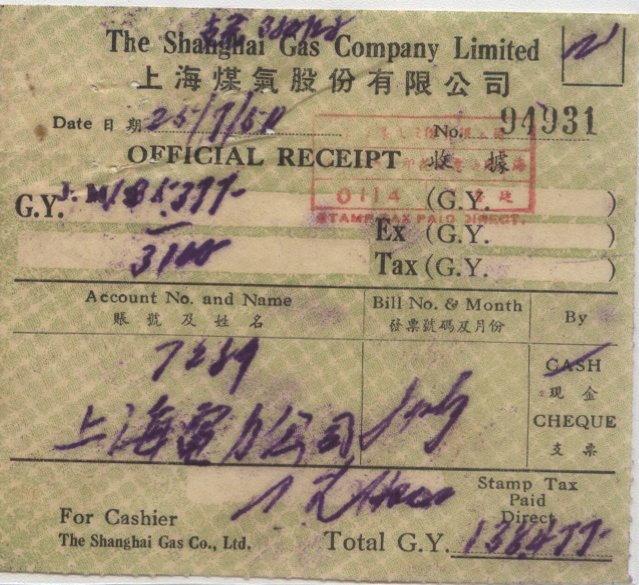 The Shanghai Gas Company Limited
上海煤氣股份有限公司
Date 日期 25/7/50
No. 94931
OFFICIAL RECEIPT 收據
0114
STAMP TAX PAID DIRECT.
G.Y.
(G.Y. )
Ex (G.Y. )
3100
Tax (G.Y. )
Account No. and Name
賬號及姓名
Bill No. & Month
發票號碼及月份
By
7289
CASH
現金
CHEQUE
支票
上海電力公司
July
Stamp Tax
Paid
Direct
For Cashier
The Shanghai Gas Co., Ltd.
Total G.Y.